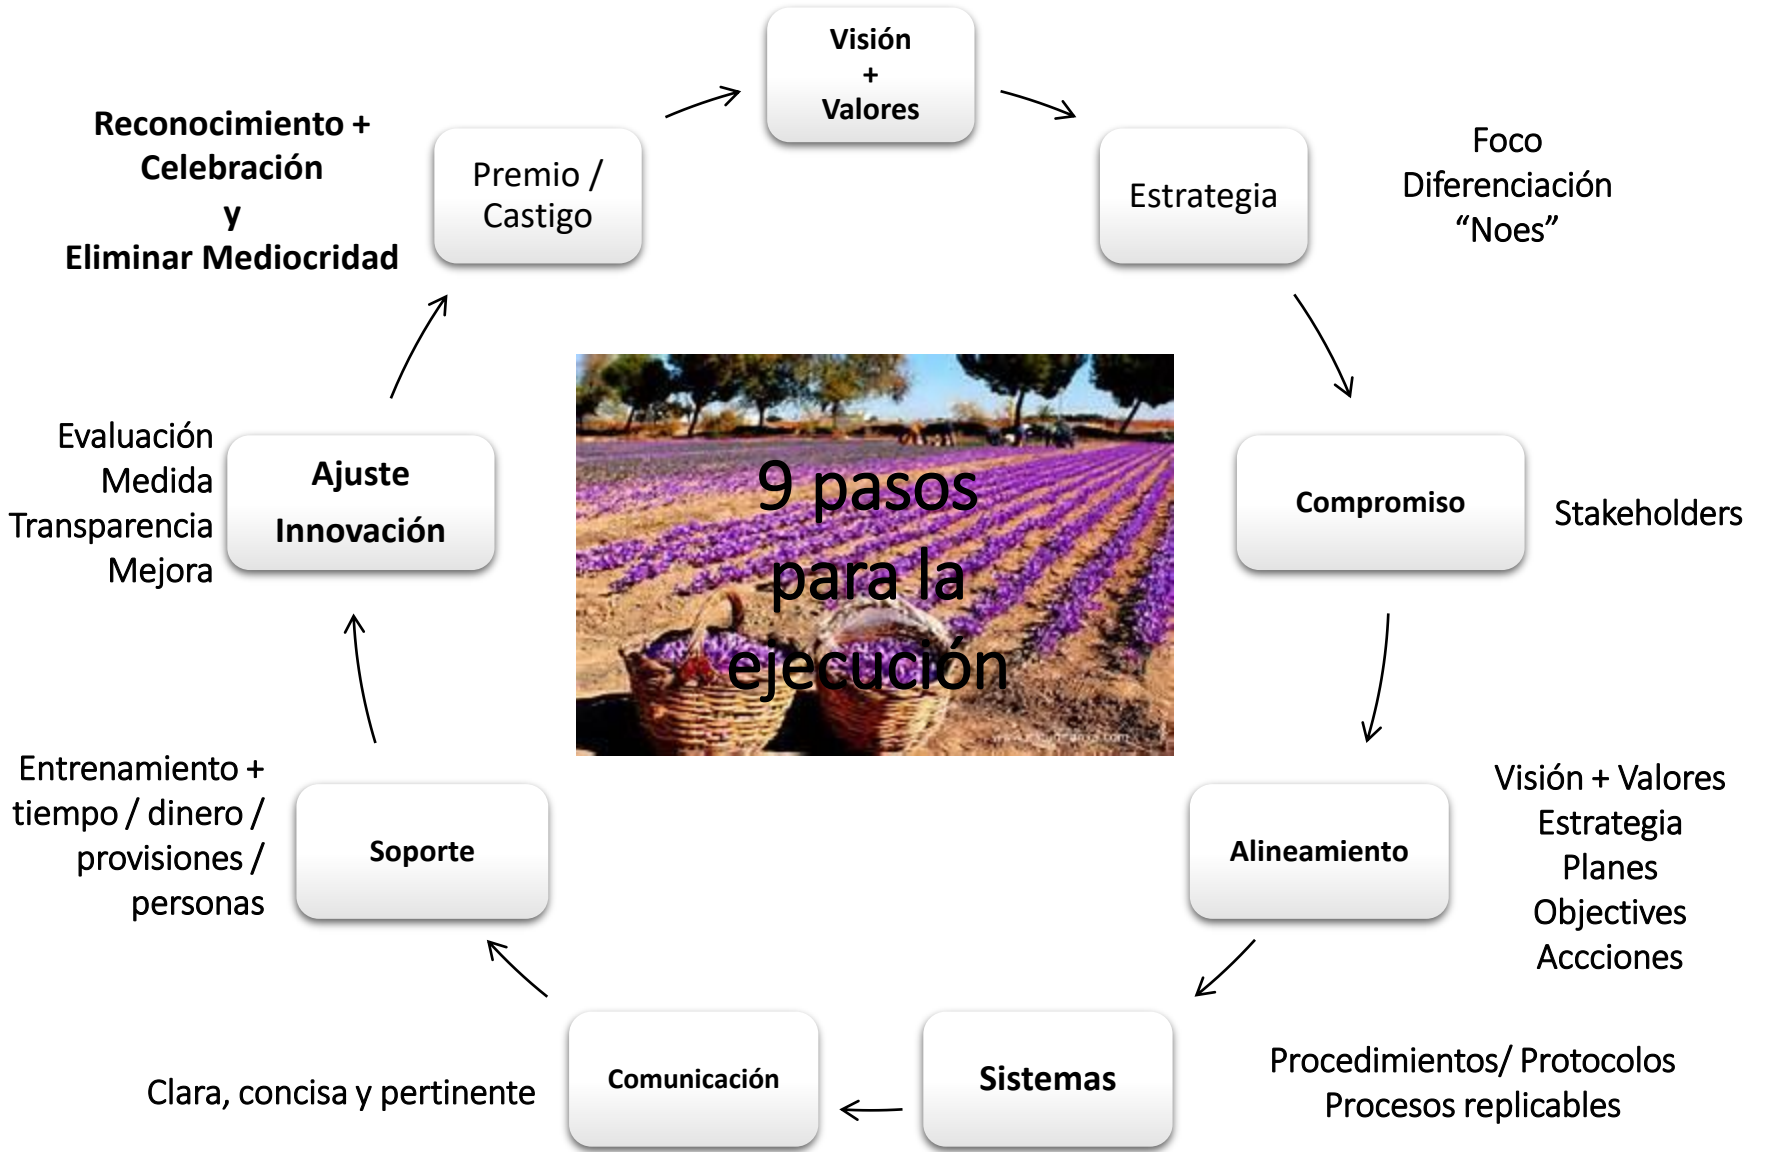 Visión
+
Valores
Estrategia
Foco
Diferenciación
“Noes”
Compromiso
Stakeholders
Alineamiento
Visión + Valores
Estrategia
Planes
Objectives
Accciones
Sistemas
Procedimientos/ Protocolos
Procesos replicables
Comunicación
Clara, concisa y pertinente
Soporte
Entrenamiento +
tiempo / dinero /
provisiones /
personas
Ajuste
Innovación
Evaluación
Medida
Transparencia
Mejora
Premio /
Castigo
Reconocimiento +
Celebración
y
Eliminar Mediocridad
9 pasos
para la
ejecución